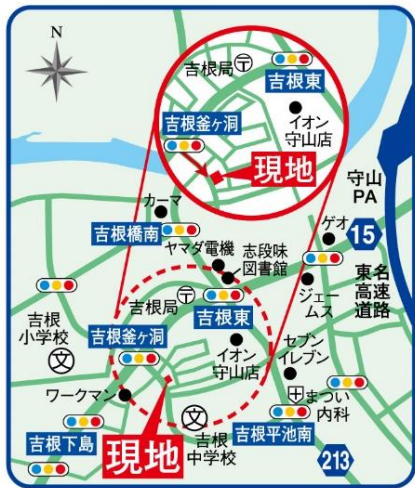 N
吉根局
〒
吉根東
イオン
守山店
吉根釜ヶ洞
現地
守山
PA
カーマ
吉根橋南
ヤマダ電機
志段味
図書館
ゲオ
15
東名
高速
道路
吉根
小学校
文
吉根局
〒
吉根東
ジェー
ムス
吉根釜ヶ洞
イオン
守山店
セブン
イレブン
ワークマン
まつい
内科
吉根下島
現地
文
吉根
中学校
吉根平池南
213